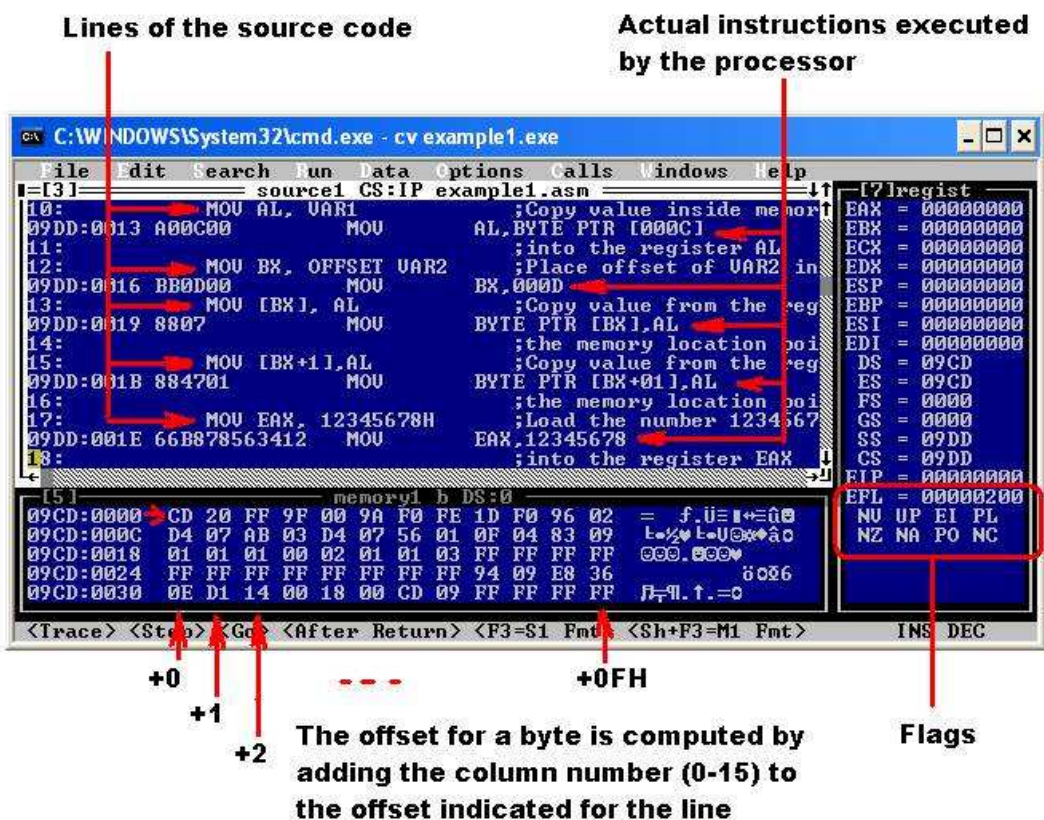 Lines of the source code
Actual instructions executed
by the processor
C:\WINDOWS\System32\cmd.exe - cv example1.exe
File Edit Search Run Data Options Calls Windows Help
[3] source1 CS:IP example1.asm
[7]regist
10: MOV AL, VAR1 ;Copy value inside memor
09DD:0013 A00C00 MOV AL,BYTE PTR [000C]
11: ;into the register AL
12: MOV BX, OFFSET VAR2 ;Place offset of VAR2 in
09DD:0016 BB0D00 MOV BX,000D
13: MOV [BX], AL ;Copy value from the reg
09DD:0019 8807 MOV BYTE PTR [BX],AL
14: ;the memory location poi
15: MOV [BX+1],AL ;Copy value from the reg
09DD:001B 884701 MOV BYTE PTR [BX+01],AL
16: ;the memory location poi
17: MOV EAX, 12345678H ;Load the number 1234567
09DD:001E 66B878563412 MOV EAX,12345678
18: ;into the register EAX
EAX = 00000000
EBX = 00000000
ECX = 00000000
EDX = 00000000
ESP = 00000000
EBP = 00000000
ESI = 00000000
EDI = 00000000
DS = 09CD
ES = 09CD
FS = 0000
GS = 0000
SS = 09DD
CS = 09DD
EIP = 00000000
EFL = 00000200
NV UP EI PL
NZ NA PO NC
[5] memory1 b DS:0
09CD:0000 CD 20 FF 9F 00 9A F0 FE 1D F0 96 02
09CD:000C D4 07 AB 03 D4 07 56 01 0F 04 83 09
09CD:0018 01 01 01 00 02 01 01 03 FF FF FF FF
09CD:0024 FF FF FF FF FF FF FF FF 94 09 E8 36
09CD:0030 0E D1 14 00 18 00 CD 09 FF FF FF FF
<Trace> <Step> <Go> <After Return> <F3=S1 Fmt> <Sh+F3=M1 Fmt> INS DEC
+0
+1
+2
- - -
+0FH
The offset for a byte is computed by
adding the column number (0-15) to
the offset indicated for the line
Flags